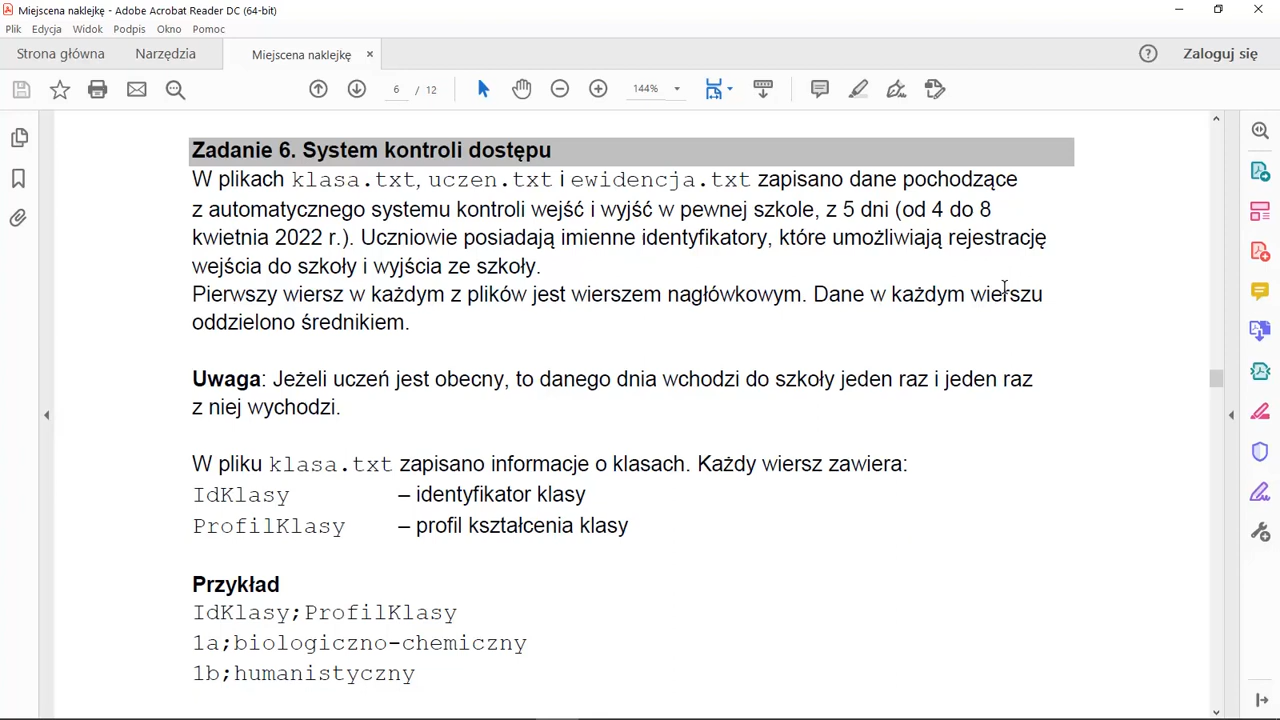 Miejscena naklejkę - Adobe Acrobat Reader DC (64-bit)
Plik Edycja Widok Podpis Okno Pomoc
Strona główna Narzędzia Miejscena naklejkę × Zaloguj się
6 / 12 144%
Zadanie 6. System kontroli dostępu
W plikach klasa.txt, uczen.txt i ewidencja.txt zapisano dane pochodzące
z automatycznego systemu kontroli wejść i wyjść w pewnej szkole, z 5 dni (od 4 do 8
kwietnia 2022 r.). Uczniowie posiadają imienne identyfikatory, które umożliwiają rejestrację
wejścia do szkoły i wyjścia ze szkoły.
Pierwszy wiersz w każdym z plików jest wierszem nagłówkowym. Dane w każdym wierszu
oddzielono średnikiem.
Uwaga: Jeżeli uczeń jest obecny, to danego dnia wchodzi do szkoły jeden raz i jeden raz
z niej wychodzi.
W pliku klasa.txt zapisano informacje o klasach. Każdy wiersz zawiera:
IdKlasy – identyfikator klasy
ProfilKlasy – profil kształcenia klasy
Przykład
IdKlasy;ProfilKlasy
1a;biologiczno-chemiczny
1b;humanistyczny